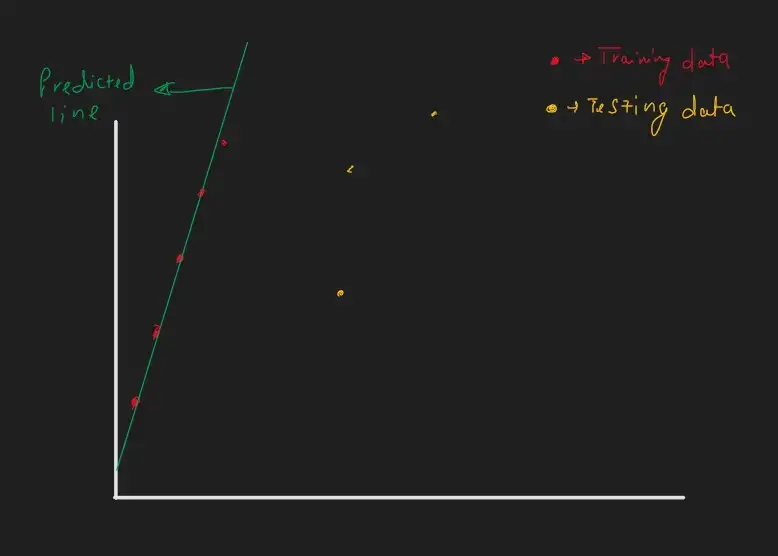 Predicted
line
→ Training data
→ Testing data